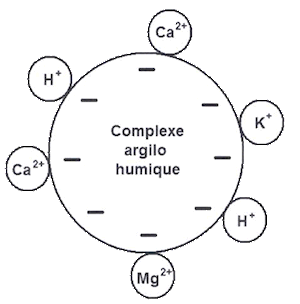 Ca²⁺
H⁺
K⁺
Complexe
argilo
humique
Ca²⁺
H⁺
Mg²⁺